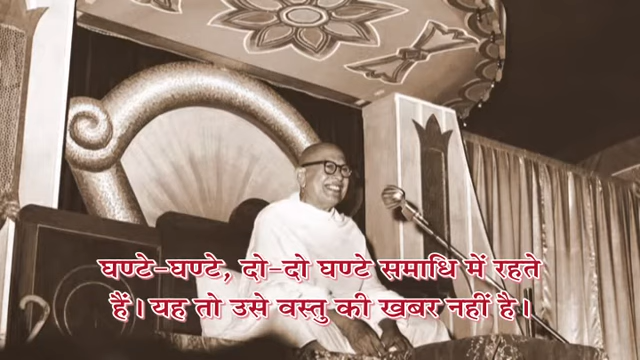 घण्टे-घण्टे, दो-दो घण्टे समाधि में रहते
हैं। यह तो उसे वस्तु की खबर नहीं है।